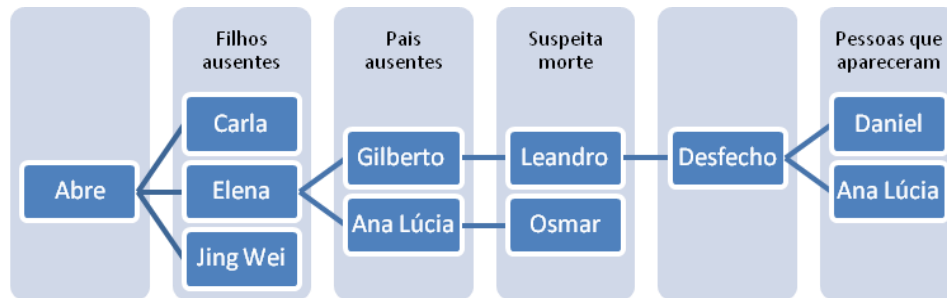 Abre
Filhos
ausentes
Carla
Elena
Jing Wei
Pais
ausentes
Gilberto
Ana Lúcia
Suspeita
morte
Leandro
Osmar
Desfecho
Pessoas que
apareceram
Daniel
Ana Lúcia